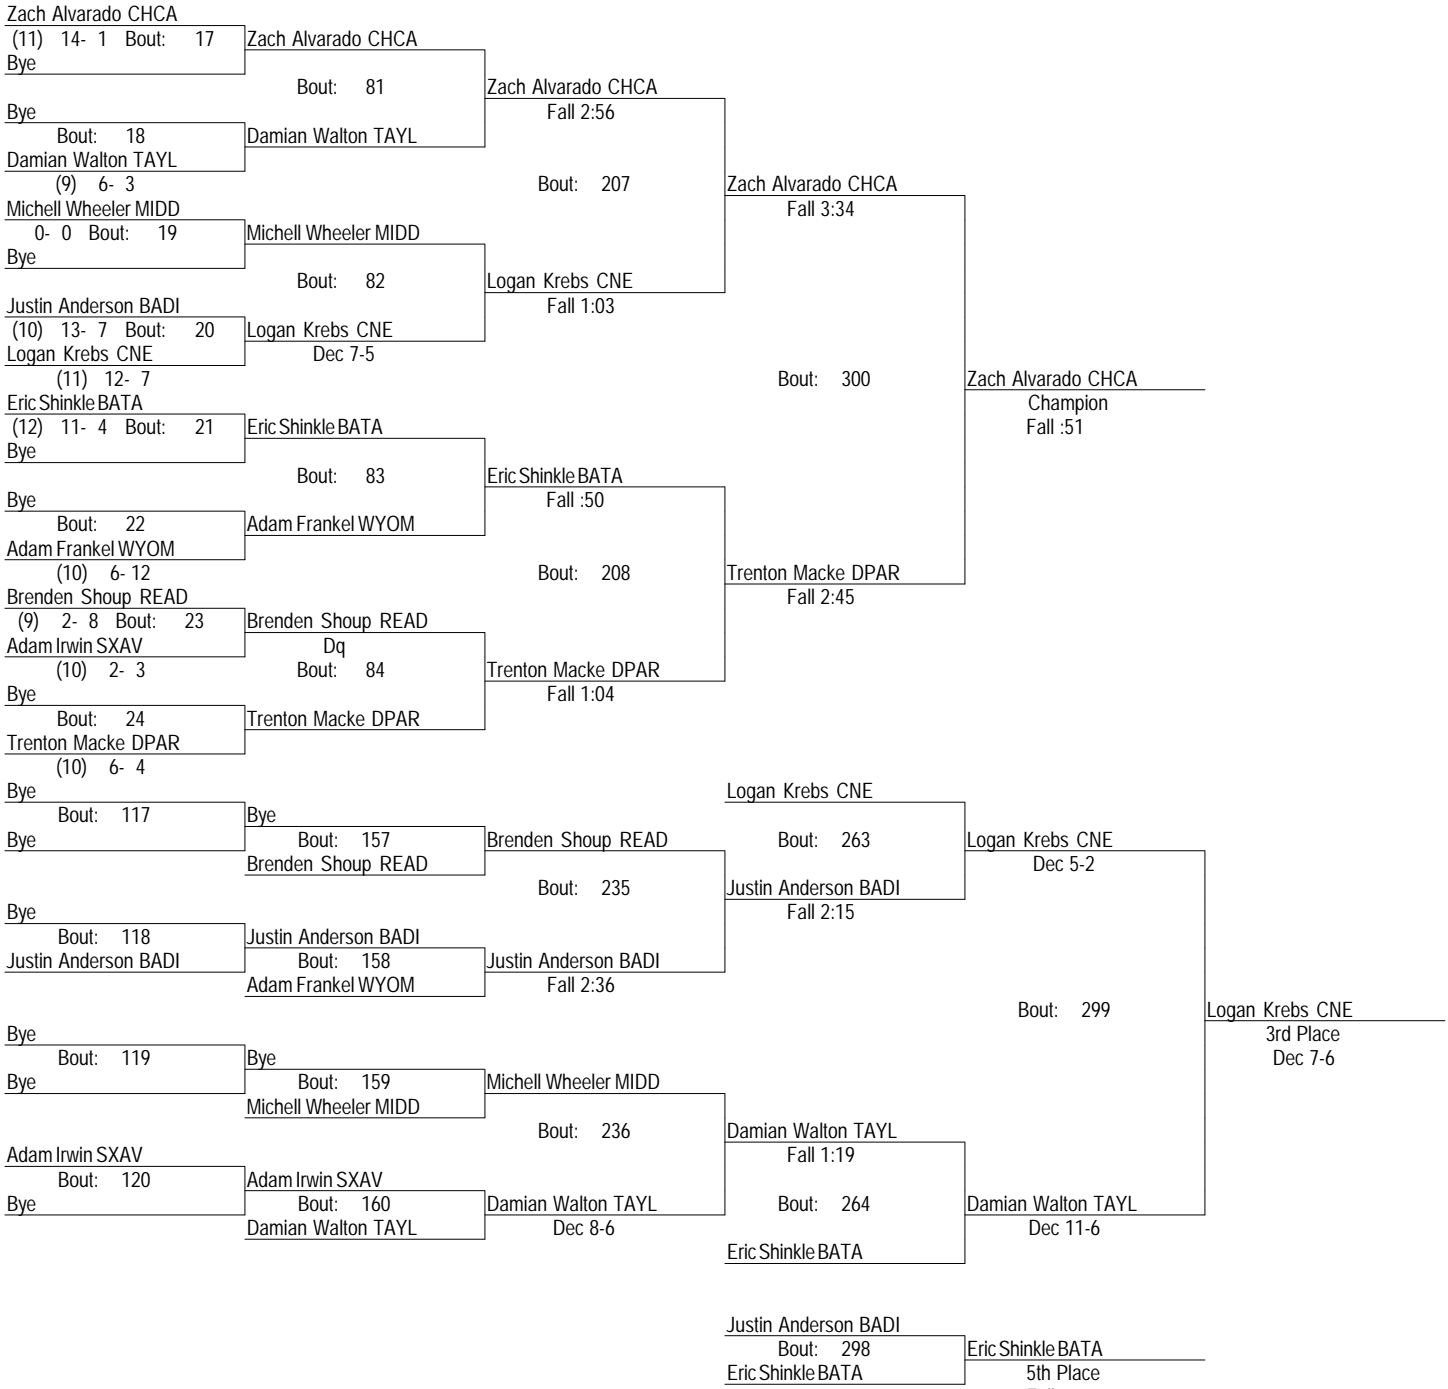 Zach Alvarado CHCA
(11) 14- 1 Bout: 17 Zach Alvarado CHCA
Bye
Bout: 81 Zach Alvarado CHCA
Bye Fall 2:56
Bout: 18 Damian Walton TAYL
Damian Walton TAYL
(9) 6- 3 Bout: 207 Zach Alvarado CHCA
Michell Wheeler MIDD Fall 3:34
0- 0 Bout: 19 Michell Wheeler MIDD
Bye
Bout: 82 Logan Krebs CNE
Justin Anderson BADI Fall 1:03
(10) 13- 7 Bout: 20 Logan Krebs CNE
Logan Krebs CNE Dec 7-5
(11) 12- 7 Bout: 300 Zach Alvarado CHCA
Eric Shinkle BATA Champion
(12) 11- 4 Bout: 21 Eric Shinkle BATA Fall :51
Bye
Bout: 83 Eric Shinkle BATA
Bye Fall :50
Bout: 22 Adam Frankel WYOM
Adam Frankel WYOM
(10) 6- 12 Bout: 208 Trenton Macke DPAR
Brenden Shoup READ Fall 2:45
(9) 2- 8 Bout: 23 Brenden Shoup READ
Adam Irwin SXAV Dq
(10) 2- 3 Bout: 84 Trenton Macke DPAR
Bye Fall 1:04
Bout: 24 Trenton Macke DPAR
Trenton Macke DPAR
(10) 6- 4
Bye Logan Krebs CNE
Bout: 117 Bye
Bye Bout: 157 Brenden Shoup READ Bout: 263 Logan Krebs CNE
Brenden Shoup READ Dec 5-2
Bout: 235 Justin Anderson BADI
Bye Fall 2:15
Bout: 118 Justin Anderson BADI
Justin Anderson BADI Bout: 158 Justin Anderson BADI
Adam Frankel WYOM Fall 2:36
Bout: 299 Logan Krebs CNE
Bye 3rd Place
Bout: 119 Bye Dec 7-6
Bye Bout: 159 Michell Wheeler MIDD
Michell Wheeler MIDD
Bout: 236 Damian Walton TAYL
Adam Irwin SXAV Fall 1:19
Bout: 120 Adam Irwin SXAV
Bye Bout: 160 Damian Walton TAYL Bout: 264 Damian Walton TAYL
Damian Walton TAYL Dec 8-6 Dec 11-6
Eric Shinkle BATA
Justin Anderson BADI
Bout: 298 Eric Shinkle BATA
Eric Shinkle BATA 5th Place